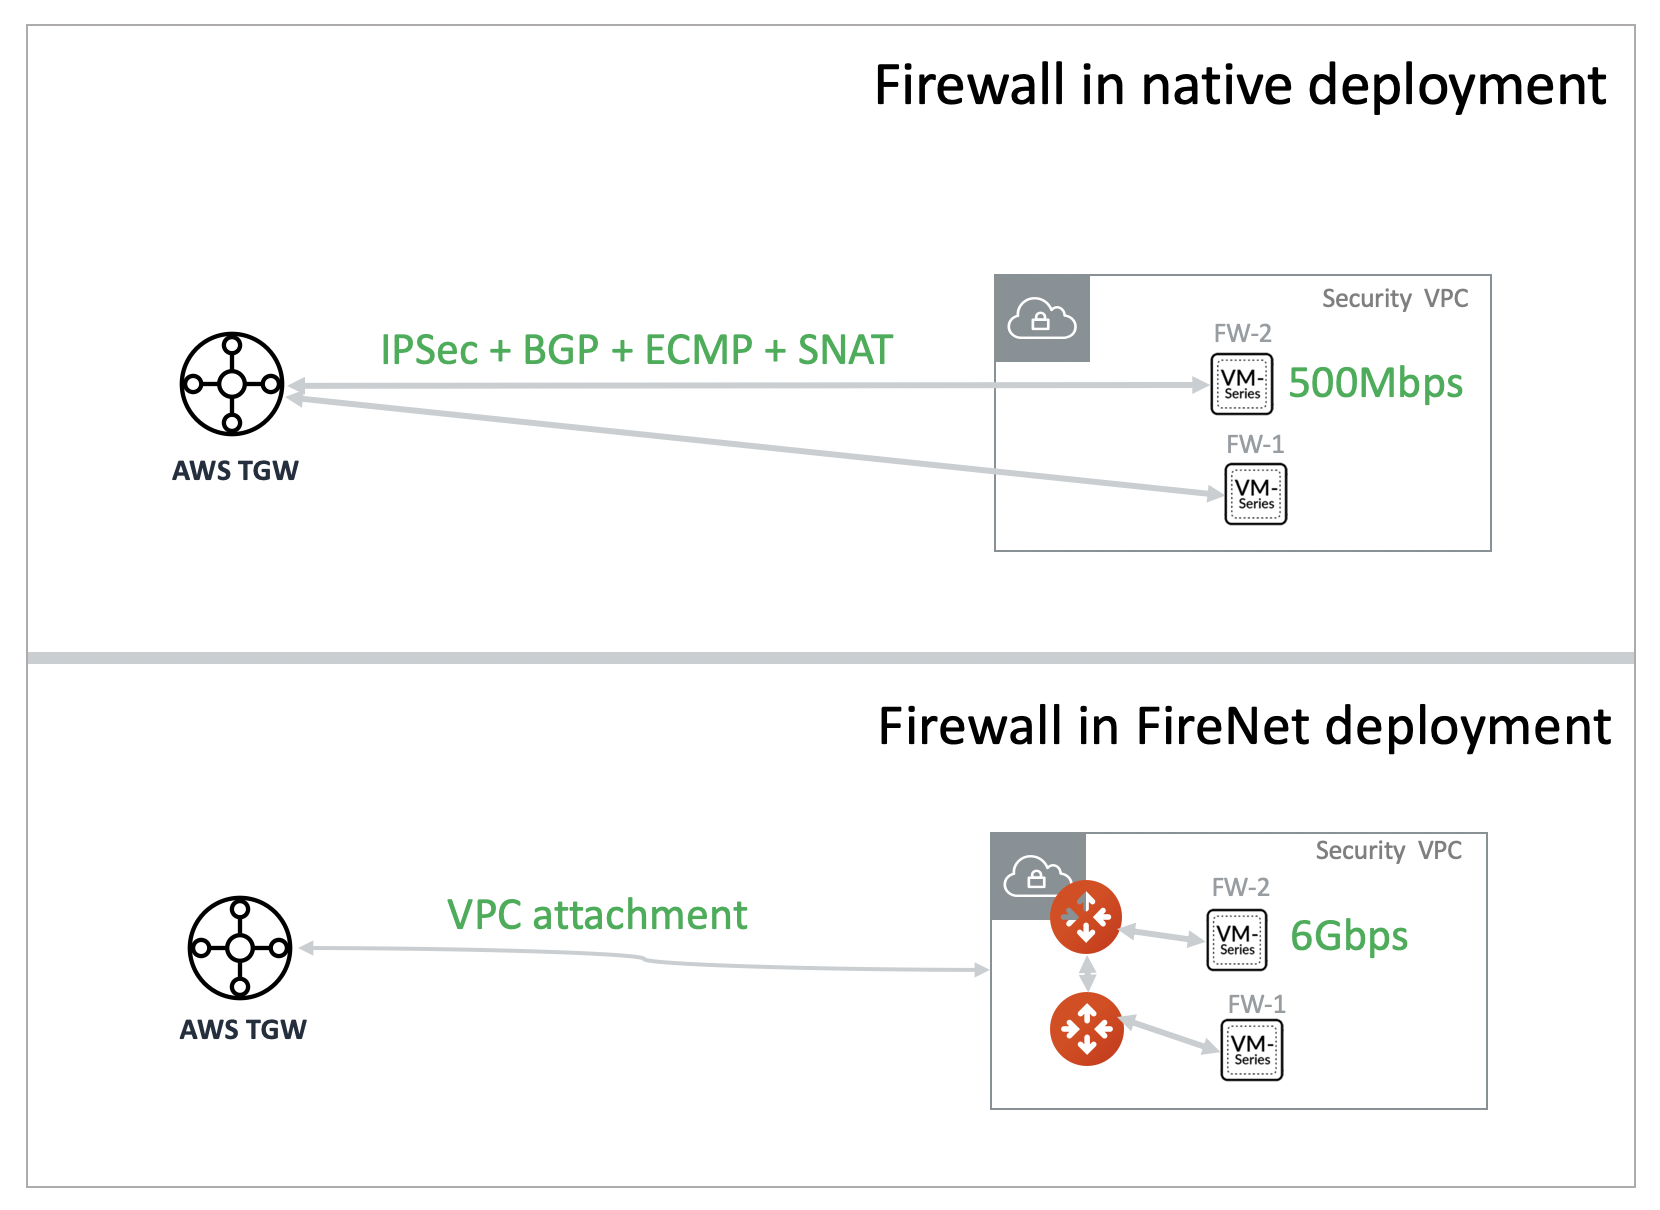 Firewall in native deployment
Security VPC
FW-2
IPSec + BGP + ECMP + SNAT
VM-
Series
500Mbps
FW-1
AWS TGW
VM-
Series
Firewall in FireNet deployment
Security VPC
FW-2
VPC attachment
VM-
Series
6Gbps
FW-1
AWS TGW
VM-
Series